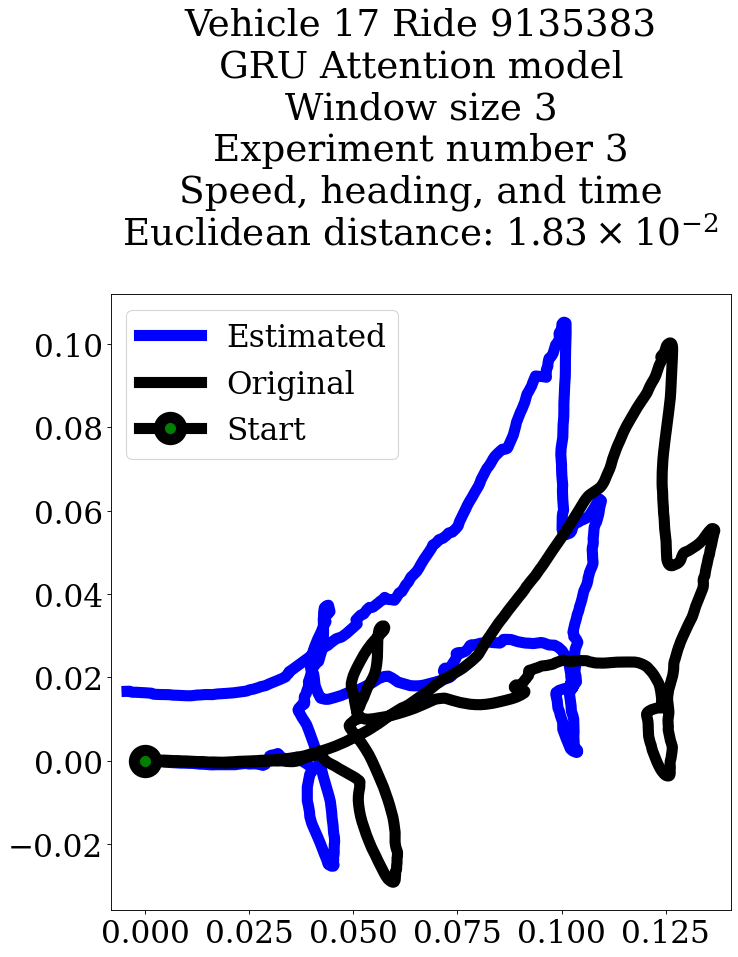 Vehicle 17 Ride 9135383
GRU Attention model
Window size 3
Experiment number 3
Speed, heading, and time
Euclidean distance: 1.83 × 10⁻²
Estimated
Original
Start
0.10
0.08
0.06
0.04
0.02
0.00
−0.02
0.000 0.025 0.050 0.075 0.100 0.125